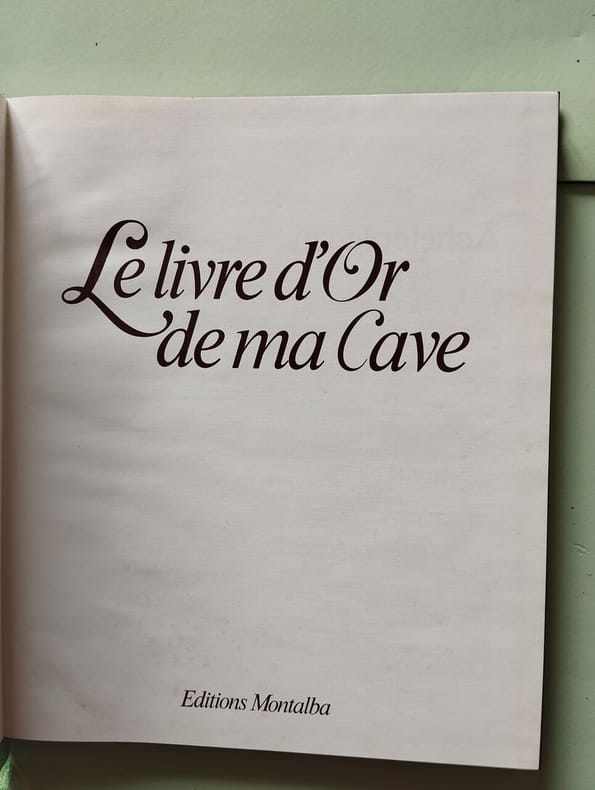 Le livre d'Or
de ma Cave
Editions Montalba